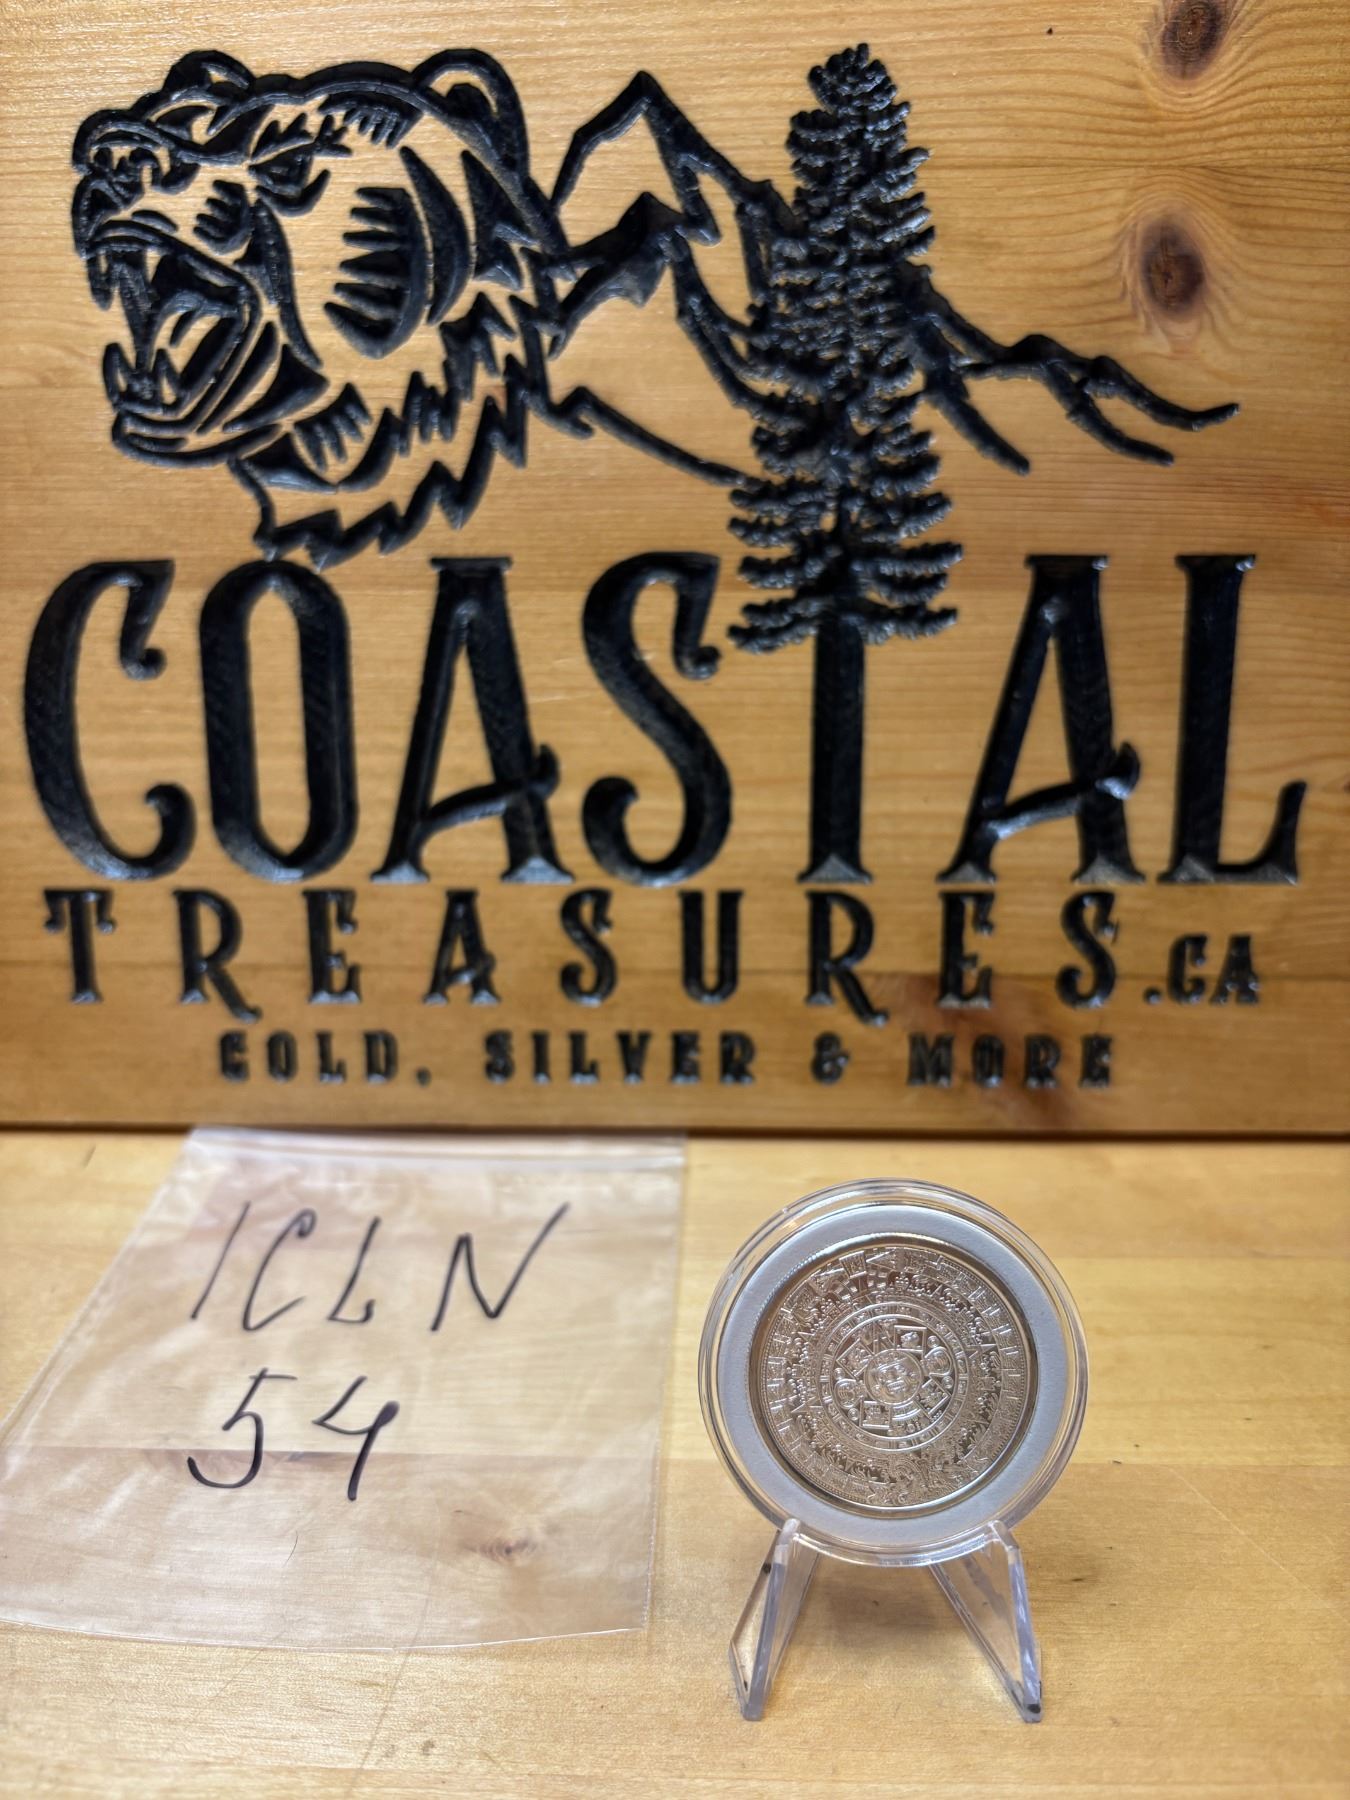 COASTAL
TREASURES.CA
GOLD, SILVER & MORE
ICLN
54